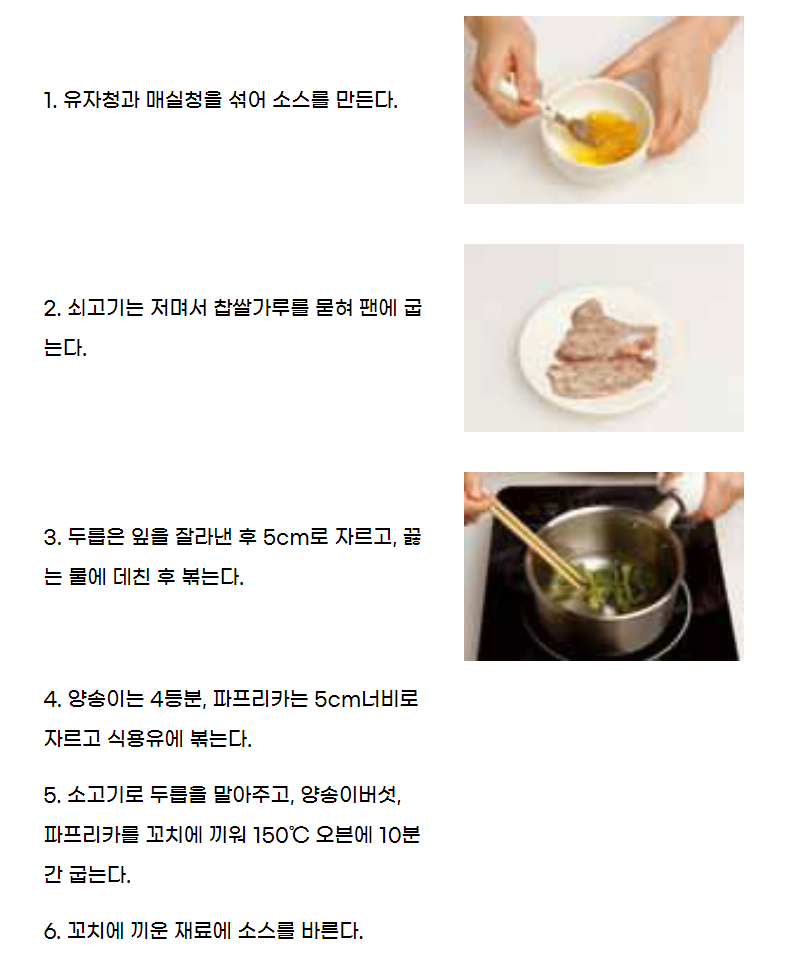 1. 유자청과 매실청을 섞어 소스를 만든다.
2. 쇠고기는 저며서 찹쌀가루를 묻혀 팬에 굽
는다.
3. 두릅은 잎을 잘라낸 후 5cm로 자르고, 끓
는 물에 데친 후 볶는다.
4. 양송이는 4등분, 파프리카는 5cm너비로
자르고 식용유에 볶는다.
5. 소고기로 두릅을 말아주고, 양송이버섯,
파프리카를 꼬치에 끼워 150℃ 오븐에 10분
간 굽는다.
6. 꼬치에 끼운 재료에 소스를 바른다.